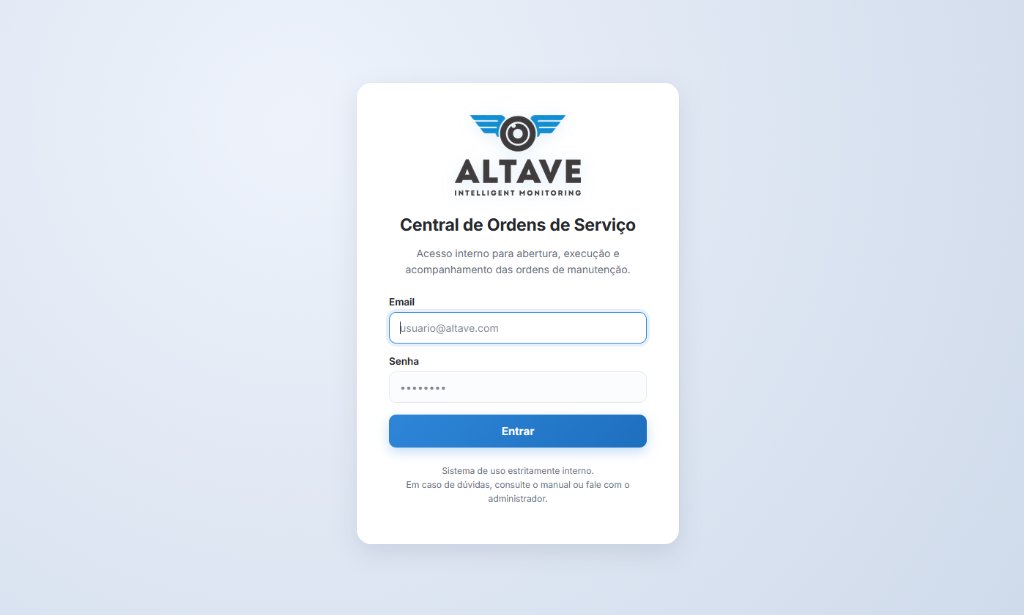 ALTAVE
INTELLIGENT MONITORING
Central de Ordens de Serviço
Acesso interno para abertura, execução e
acompanhamento das ordens de manutenção.
Email
usuario@altave.com
Senha
••••••••
Entrar
Sistema de uso estritamente interno.
Em caso de dúvidas, consulte o manual ou fale com o
administrador.